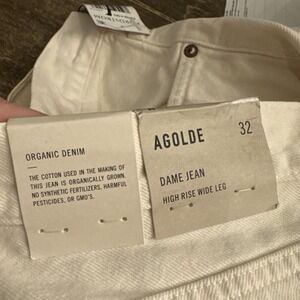 ORGANIC DENIM
THE COTTON USED IN THE MAKING OF
THIS JEAN IS ORGANICALLY GROWN.
NO SYNTHETIC FERTILIZERS, HARMFUL
PESTICIDES, OR GMO'S.
AGOLDE 32
DAME JEAN
HIGH RISE WIDE LEG